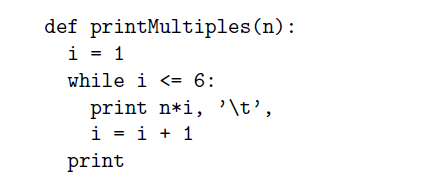 def printMultiples(n):
  i = 1
  while i <= 6:
    print n*i, ’\t’,
    i = i + 1
  print